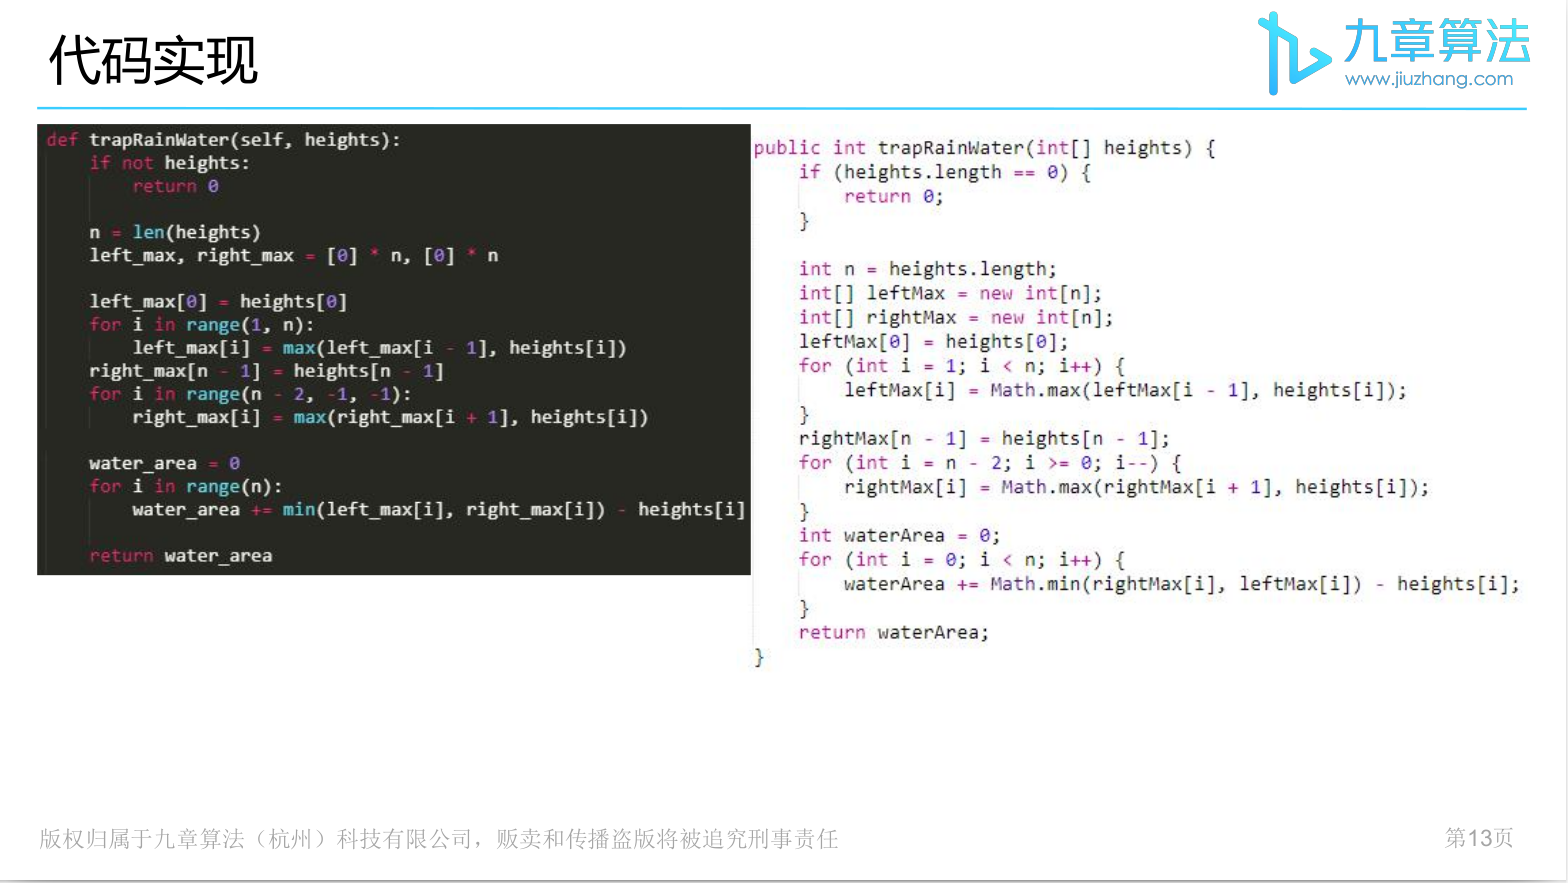 代码实现
九章算法
www.jiuzhang.com
def trapRainWater(self, heights):
    if not heights:
        return 0
    n = len(heights)
    left_max, right_max = [0] * n, [0] * n
    left_max[0] = heights[0]
    for i in range(1, n):
        left_max[i] = max(left_max[i - 1], heights[i])
    right_max[n - 1] = heights[n - 1]
    for i in range(n - 2, -1, -1):
        right_max[i] = max(right_max[i + 1], heights[i])
    water_area = 0
    for i in range(n):
        water_area += min(left_max[i], right_max[i]) - heights[i]
    return water_area
public int trapRainWater(int[] heights) {
    if (heights.length == 0) {
        return 0;
    }
    int n = heights.length;
    int[] leftMax = new int[n];
    int[] rightMax = new int[n];
    leftMax[0] = heights[0];
    for (int i = 1; i < n; i++) {
        leftMax[i] = Math.max(leftMax[i - 1], heights[i]);
    }
    rightMax[n - 1] = heights[n - 1];
    for (int i = n - 2; i >= 0; i--) {
        rightMax[i] = Math.max(rightMax[i + 1], heights[i]);
    }
    int waterArea = 0;
    for (int i = 0; i < n; i++) {
        waterArea += Math.min(rightMax[i], leftMax[i]) - heights[i];
    }
    return waterArea;
}
版权归属于九章算法（杭州）科技有限公司，贩卖和传播盗版将被追究刑事责任
第13页